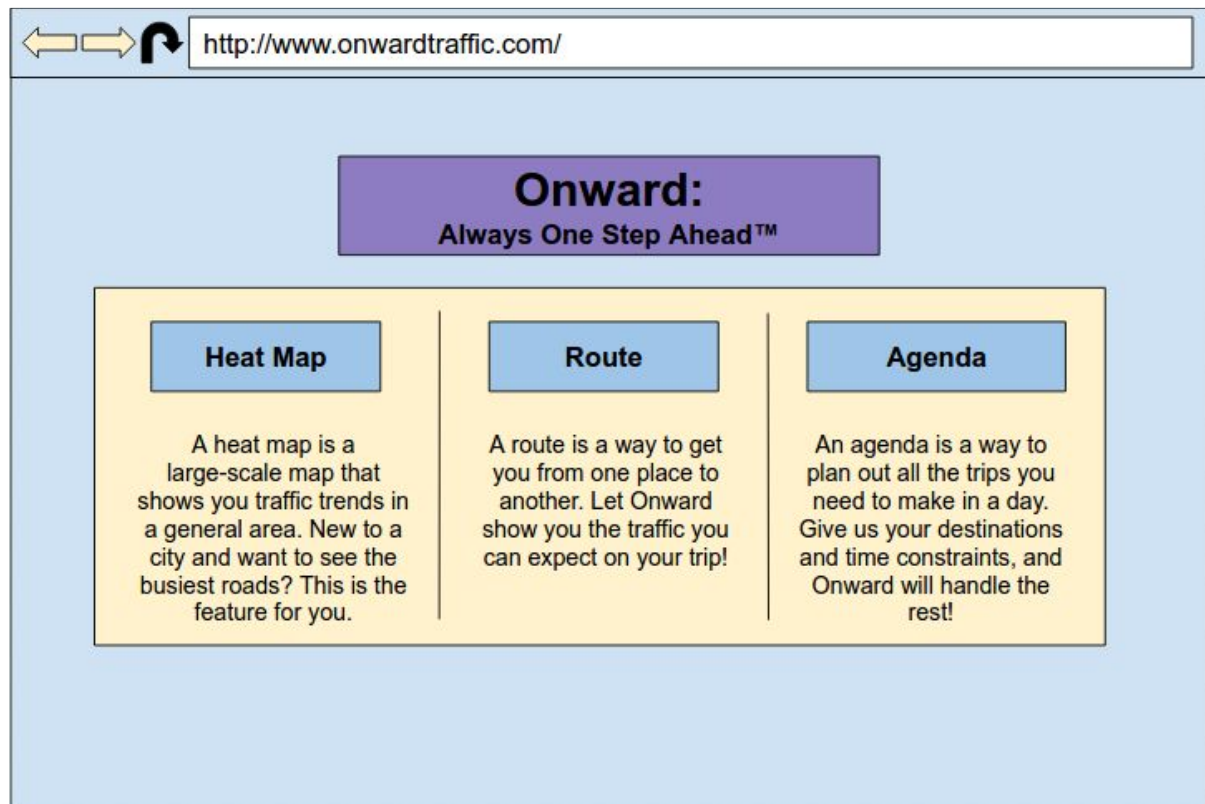 http://www.onwardtraffic.com/
Onward:
Always One Step Ahead™
Heat Map
A heat map is a
large-scale map that
shows you traffic trends in
a general area. New to a
city and want to see the
busiest roads? This is the
feature for you.
Route
A route is a way to get
you from one place to
another. Let Onward
show you the traffic you
can expect on your trip!
Agenda
An agenda is a way to
plan out all the trips you
need to make in a day.
Give us your destinations
and time constraints, and
Onward will handle the
rest!